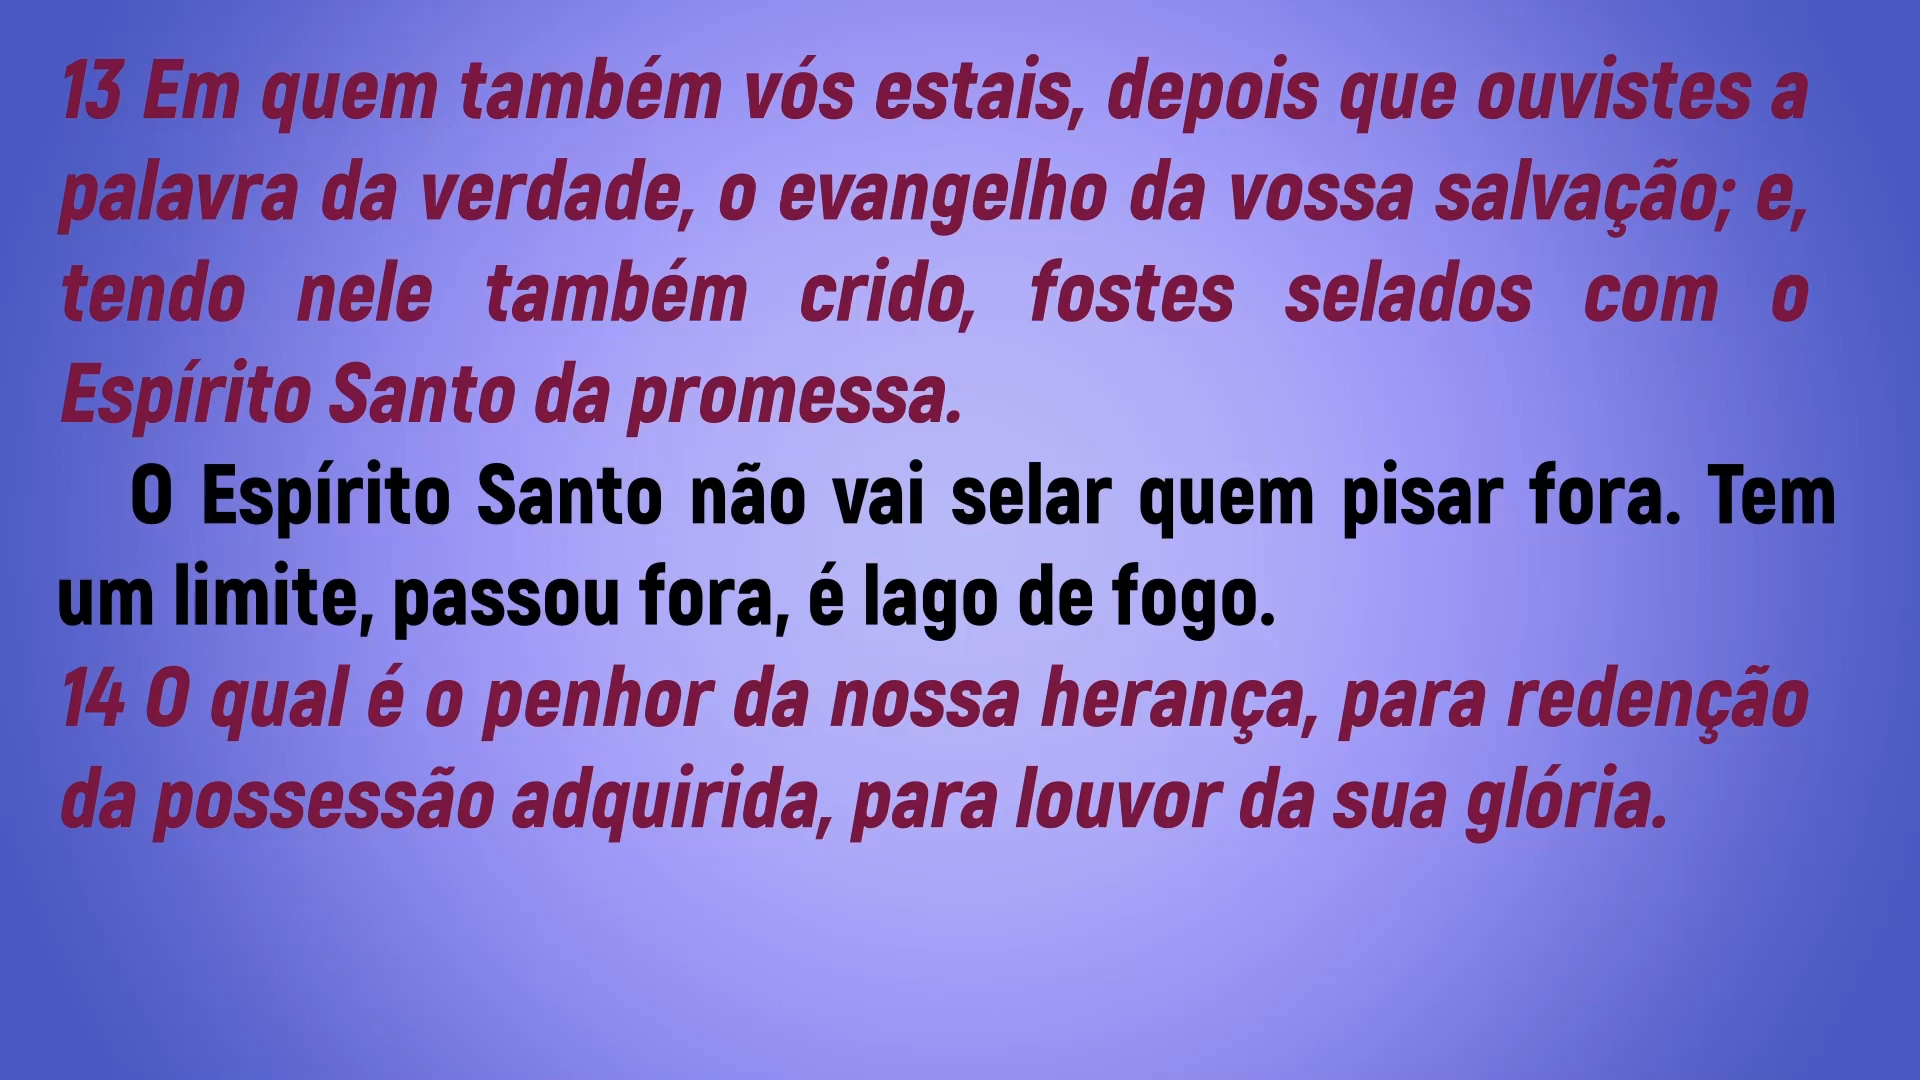 13 Em quem também vós estais, depois que ouvistes a
palavra da verdade, o evangelho da vossa salvação; e,
tendo nele também crido, fostes selados com o
Espírito Santo da promessa.
O Espírito Santo não vai selar quem pisar fora. Tem
um limite, passou fora, é lago de fogo.
14 O qual é o penhor da nossa herança, para redenção
da possessão adquirida, para louvor da sua glória.